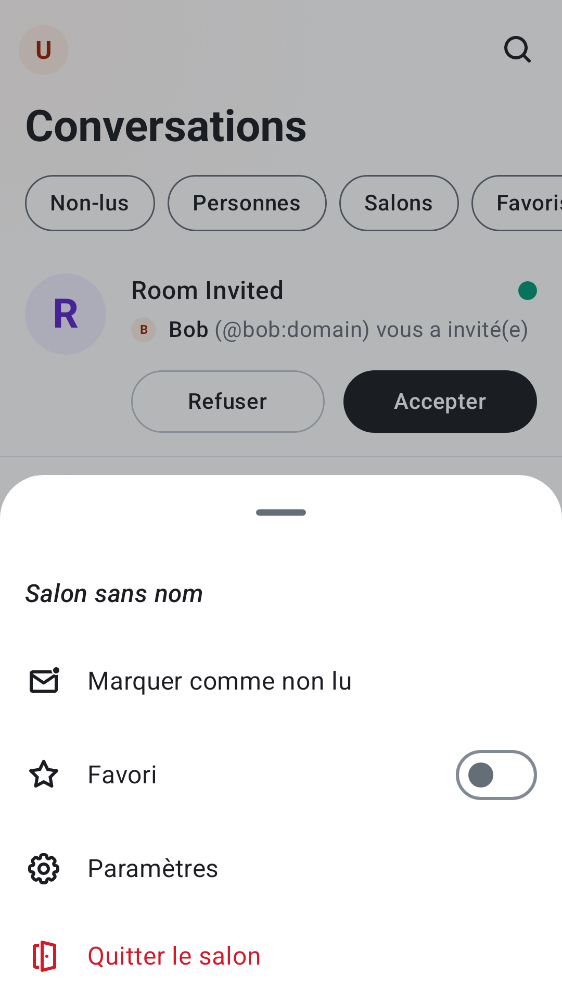 U
Conversations
Non-lus Personnes Salons Favoris
R
Room Invited
B Bob (@bob:domain) vous a invité(e)
Refuser Accepter
Salon sans nom
Marquer comme non lu
Favori
Paramètres
Quitter le salon